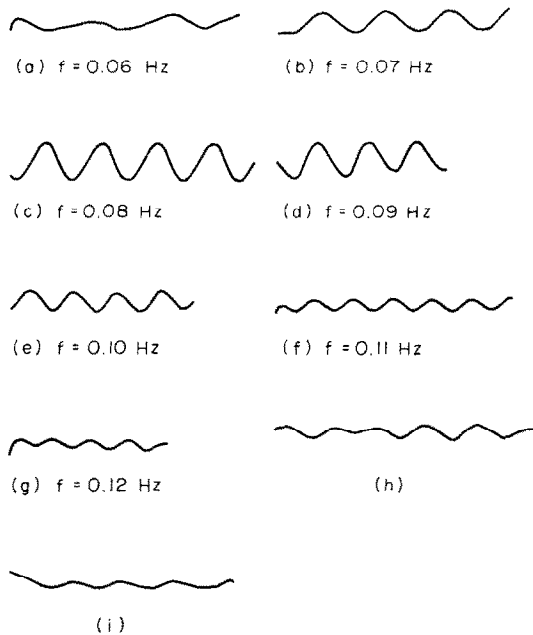 (a) f = 0.06 Hz
(b) f = 0.07 Hz
(c) f = 0.08 Hz
(d) f = 0.09 Hz
(e) f = 0.10 Hz
(f) f = 0.11 Hz
(g) f = 0.12 Hz
(h)
(i)